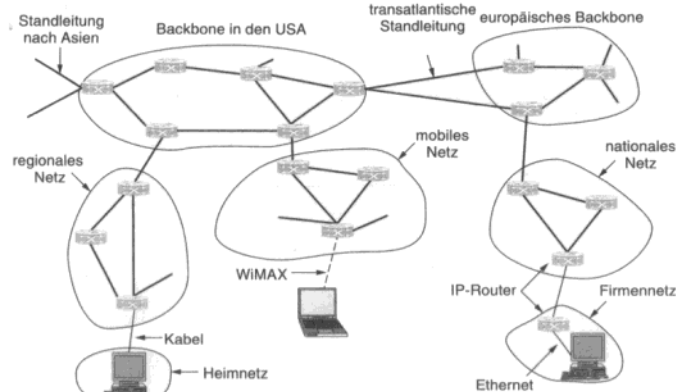 Standleitung
nach Asien
Backbone in den USA
transatlantische
Standleitung
europäisches Backbone
regionales
Netz
mobiles
Netz
nationales
Netz
WiMAX
IP-Router
Firmennetz
Kabel
Heimnetz
Ethernet